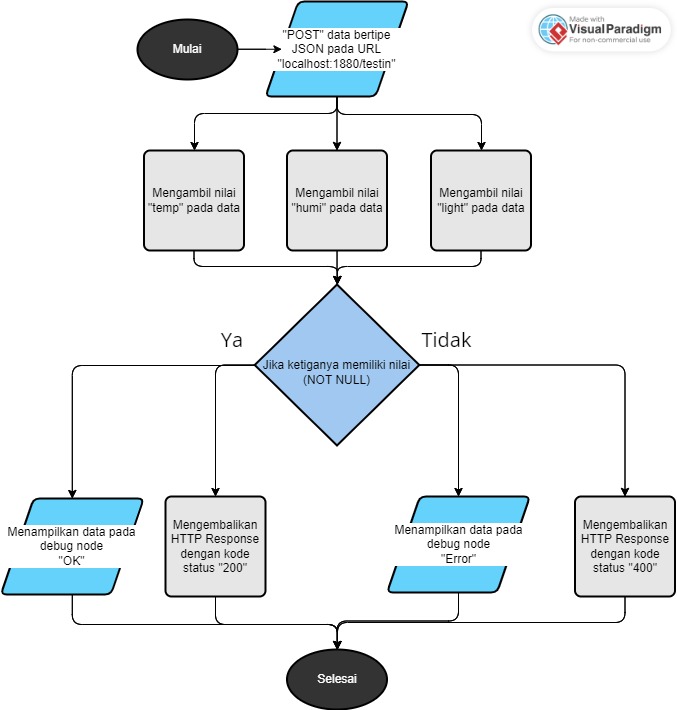 Made with
VisualParadigm
For non-commercial use
Mulai
"POST" data bertipe
JSON pada URL
"localhost:1880/testin"
Mengambil nilai
"temp" pada data
Mengambil nilai
"humi" pada data
Mengambil nilai
"light" pada data
Ya
Tidak
Jika ketiganya memiliki nilai
(NOT NULL)
Menampilkan data pada
debug node
"OK"
Mengembalikan
HTTP Response
dengan kode
status "200"
Menampilkan data pada
debug node
"Error"
Mengembalikan
HTTP Response
dengan kode
status "400"
Selesai